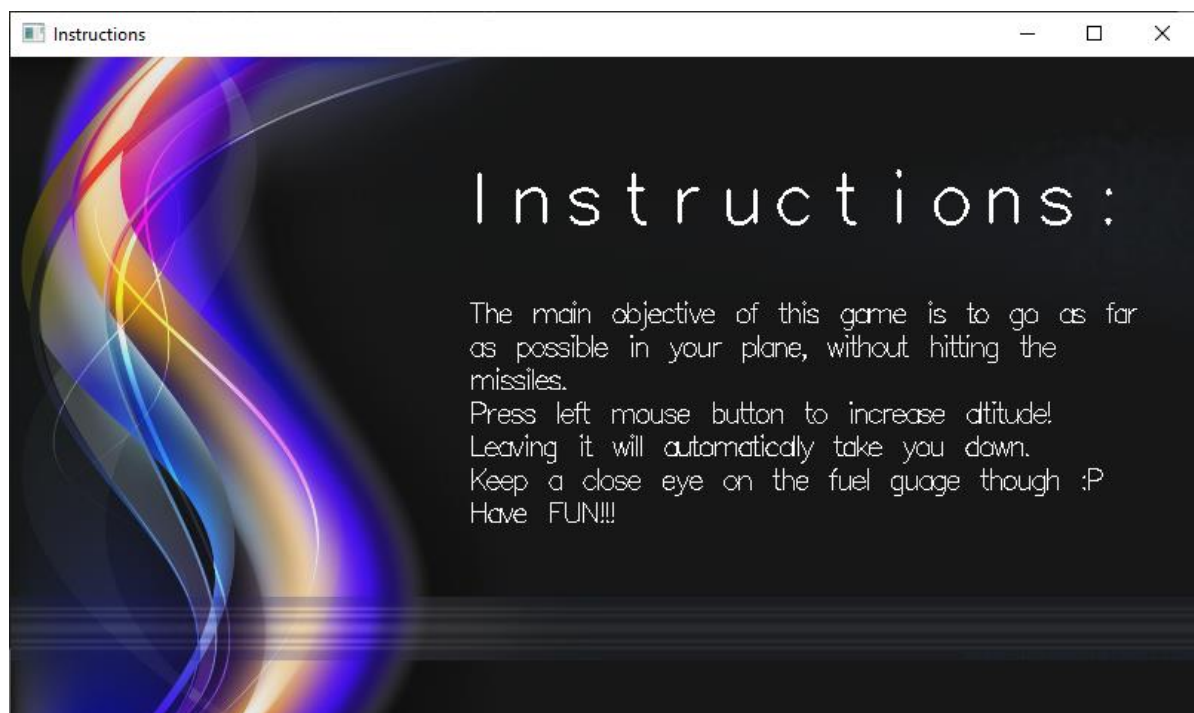 Instructions
Instructions:
The main objective of this game is to go as far
as possible in your plane, without hitting the
missiles.
Press left mouse button to increase altitude!
Leaving it will automatically take you down.
Keep a close eye on the fuel guage though :P
Have FUN!!!